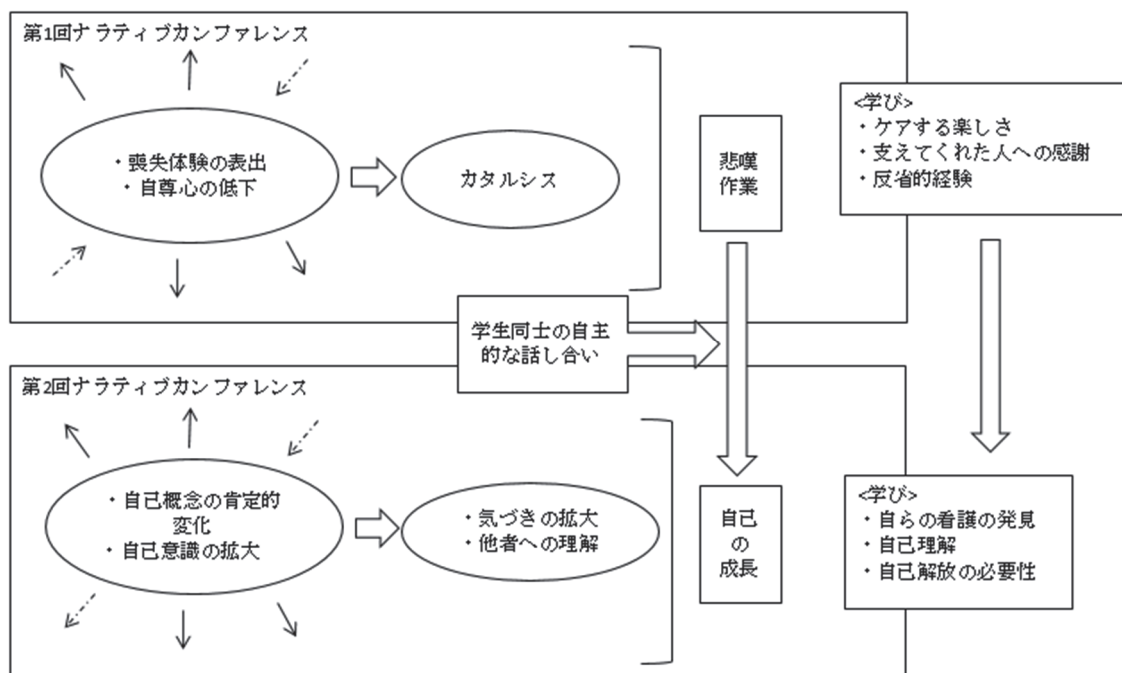 第1回ナラティブカンファレンス
・喪失体験の表出
・自尊心の低下
カタルシス
悲嘆
作業
<学び>
・ケアする楽しさ
・支えてくれた人への感謝
・反省的経験
学生同士の自主
的な話し合い
第2回ナラティブカンファレンス
・自己概念の肯定的
変化
・自己意識の拡大
・気づきの拡大
・他者への理解
自己
の
成長
<学び>
・自らの看護の発見
・自己理解
・自己解放の必要性